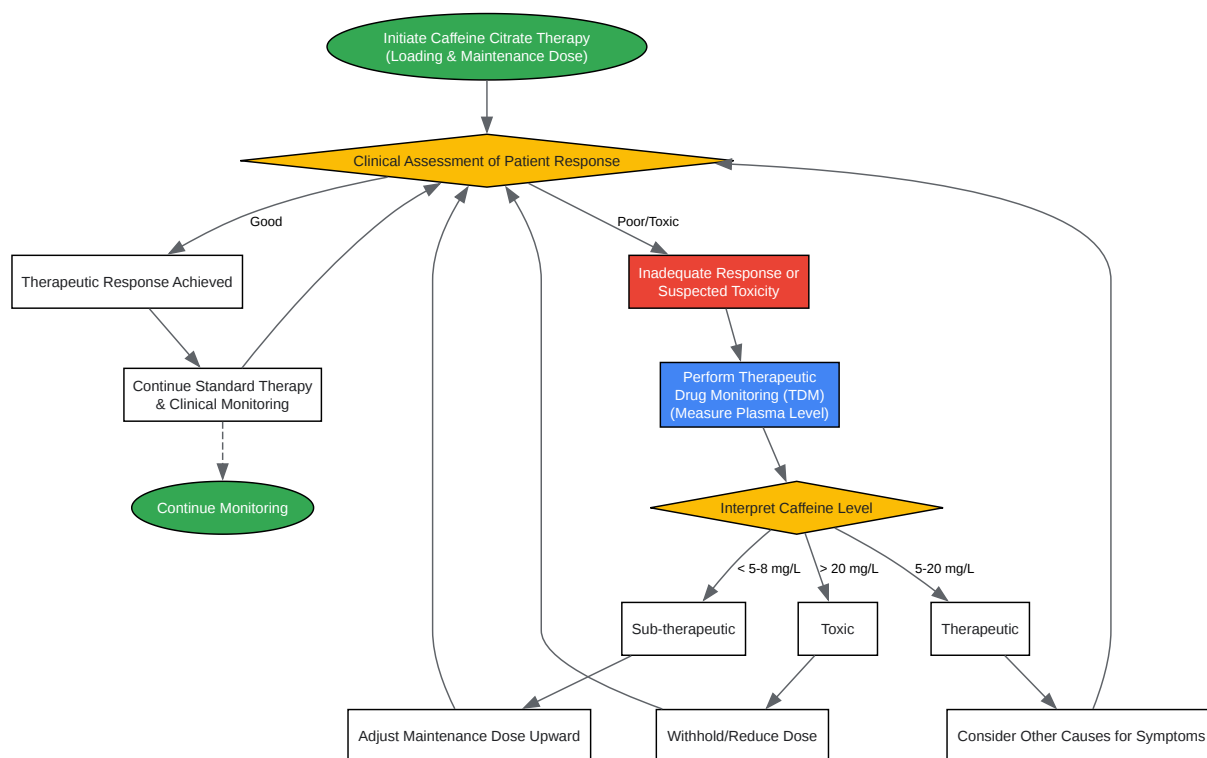 Initiate Caffeine Citrate Therapy
(Loading & Maintenance Dose)
Clinical Assessment of Patient Response
Good
Poor/Toxic
Therapeutic Response Achieved
Inadequate Response or
Suspected Toxicity
Continue Standard Therapy
& Clinical Monitoring
Perform Therapeutic
Drug Monitoring (TDM)
(Measure Plasma Level)
Continue Monitoring
Interpret Caffeine Level
< 5-8 mg/L
> 20 mg/L
5-20 mg/L
Sub-therapeutic
Toxic
Therapeutic
Adjust Maintenance Dose Upward
Withhold/Reduce Dose
Consider Other Causes for Symptoms